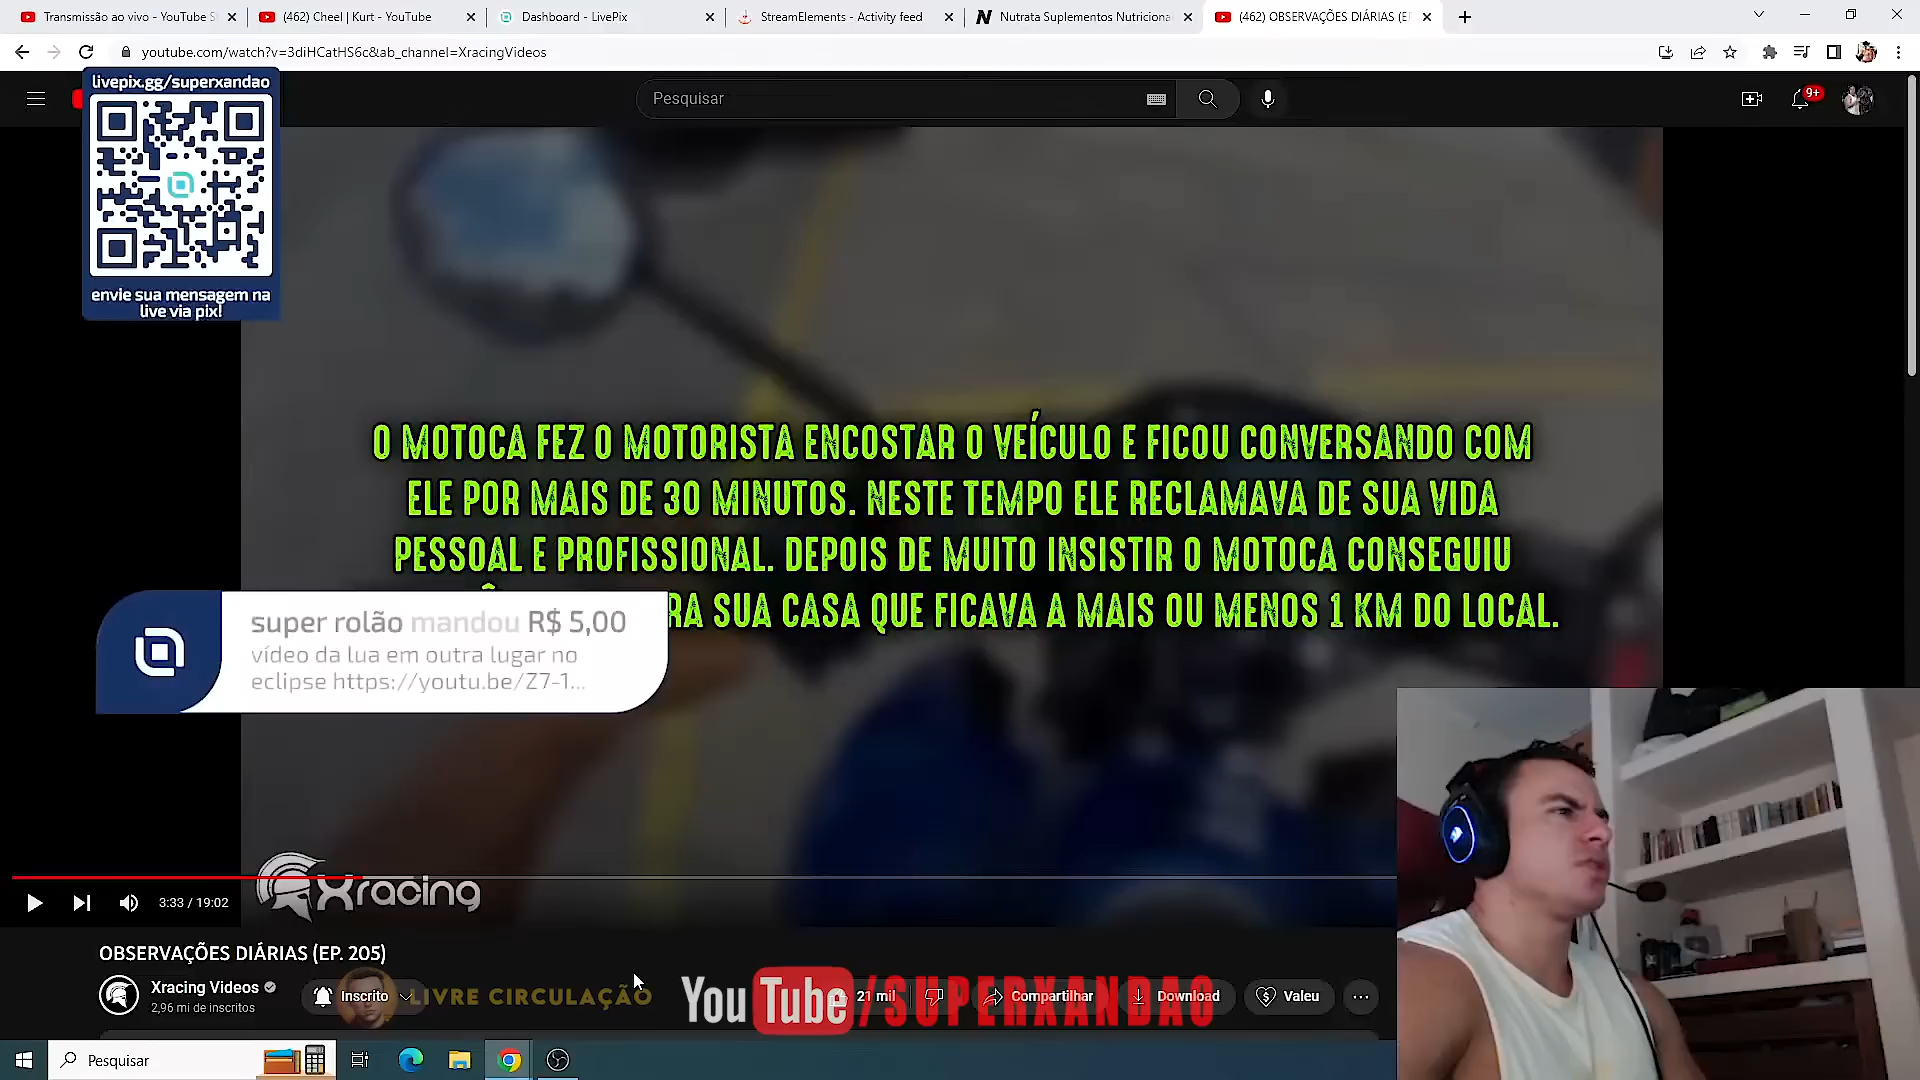 Transmissão ao vivo - YouTube S
(462) Cheel | Kurt - YouTube
Dashboard - LivePix
StreamElements - Activity feed
Nutrata Suplementos Nutriciona
(462) OBSERVAÇÕES DIÁRIAS (E
youtube.com/watch?v=3diHCatHS6c&ab_channel=XracingVideos
livepix.gg/superxandao
Pesquisar
9+
envie sua mensagem na
live via pix!
O MOTOCA FEZ O MOTORISTA ENCOSTAR O VEÍCULO E FICOU CONVERSANDO COM
ELE POR MAIS DE 30 MINUTOS. NESTE TEMPO ELE RECLAMAVA DE SUA VIDA
PESSOAL E PROFISSIONAL. DEPOIS DE MUITO INSISTIR O MOTOCA CONSEGUIU
RA SUA CASA QUE FICAVA A MAIS OU MENOS 1 KM DO LOCAL.
super rolão mandou R$ 5,00
vídeo da lua em outra lugar no
eclipse https://youtu.be/Z7-1...
Xracing
3:33 / 19:02
OBSERVAÇÕES DIÁRIAS (EP. 205)
Xracing Videos
2,96 mi de inscritos
Inscrito
LIVRE CIRCULAÇÃO
YouTube/SUPERXANDAO
21 mil
Compartilhar
Download
Valeu
Pesquisar